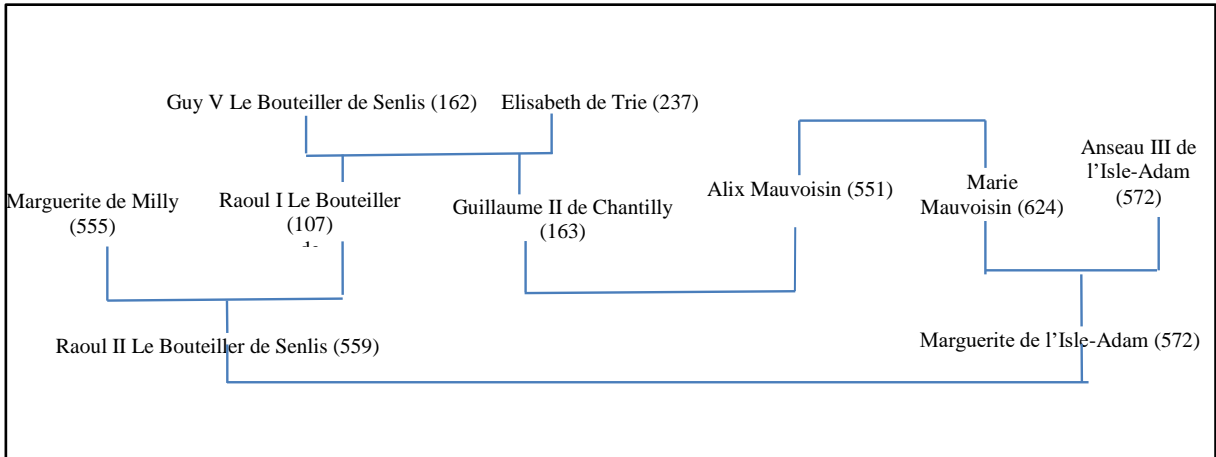 Guy V Le Bouteiller de Senlis (162)
Elisabeth de Trie (237)
Marguerite de Milly
(555)
Raoul I Le Bouteiller
(107)
Guillaume II de Chantilly
(163)
Alix Mauvoisin (551)
Marie
Mauvoisin (624)
Anseau III de
l’Isle-Adam
(572)
Raoul II Le Bouteiller de Senlis (559)
Marguerite de l’Isle-Adam (572)